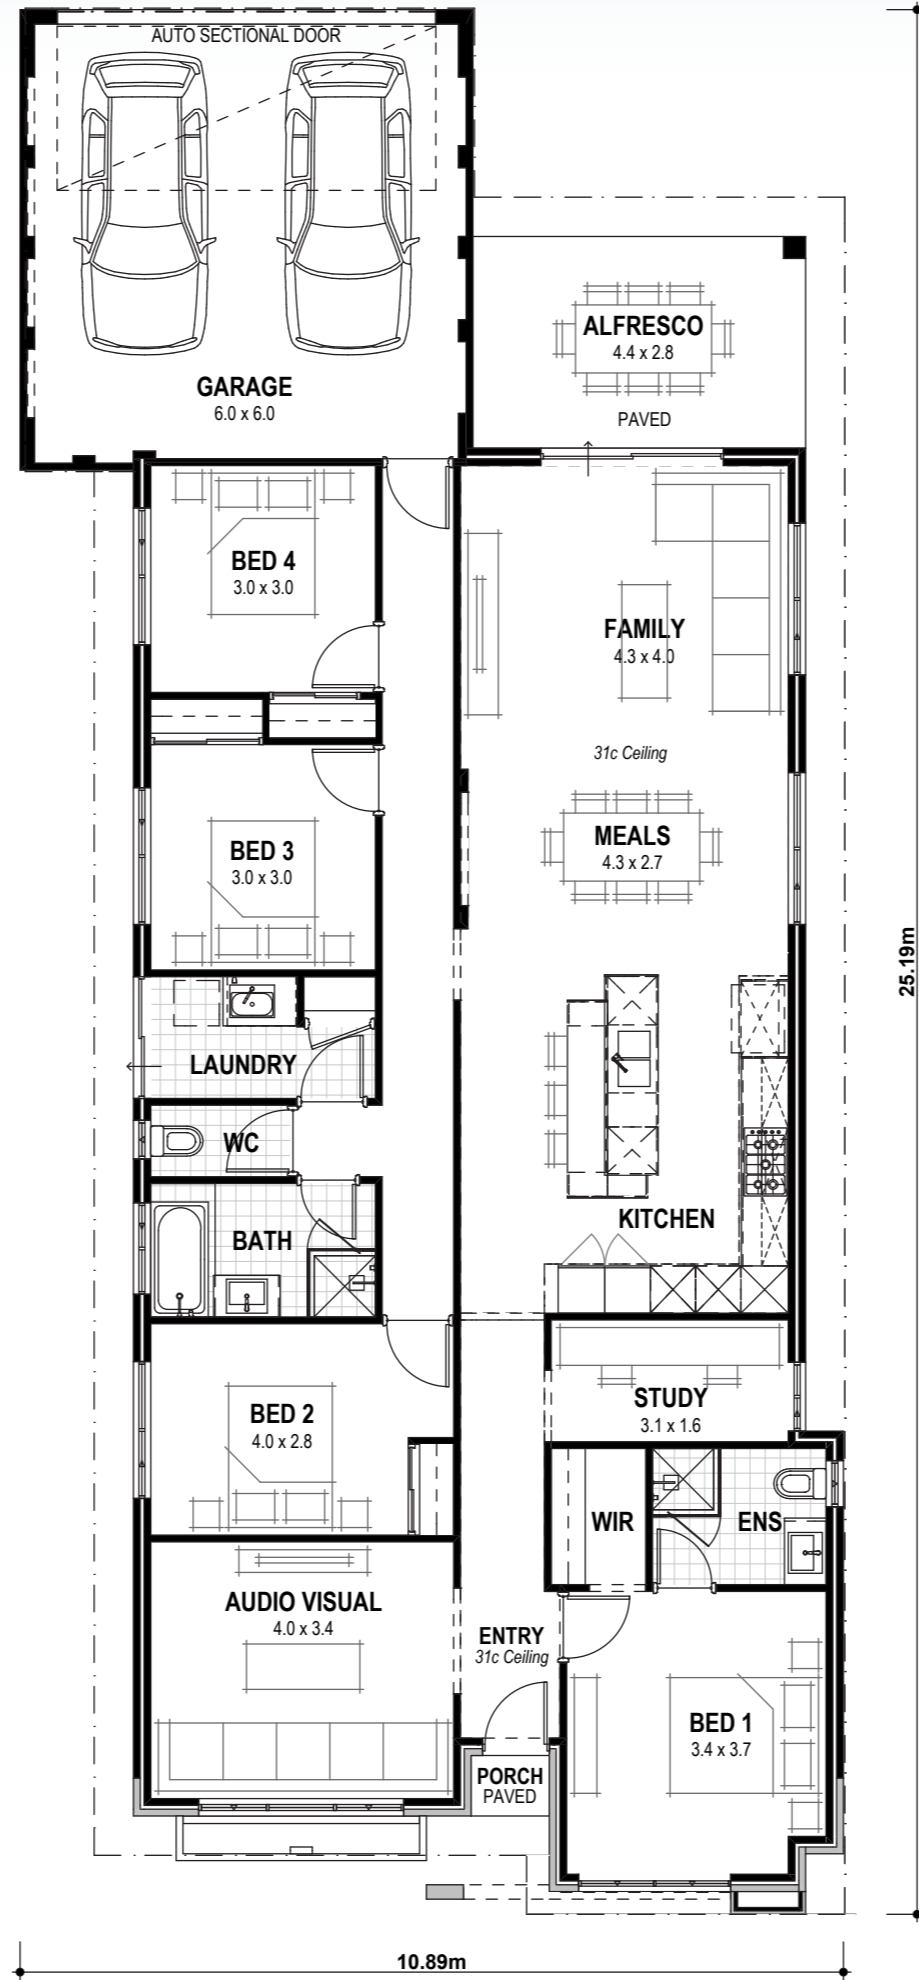 AUTO SECTIONAL DOOR
GARAGE
6.0 x 6.0
ALFRESCO
4.4 x 2.8
PAVED
BED 4
3.0 x 3.0
FAMILY
4.3 x 4.0
31c Ceiling
BED 3
3.0 x 3.0
MEALS
4.3 x 2.7
25.19m
LAUNDRY
WC
BATH
KITCHEN
BED 2
4.0 x 2.8
STUDY
3.1 x 1.6
WIR
ENS
AUDIO VISUAL
4.0 x 3.4
ENTRY
31c Ceiling
BED 1
3.4 x 3.7
PORCH
PAVED
10.89m